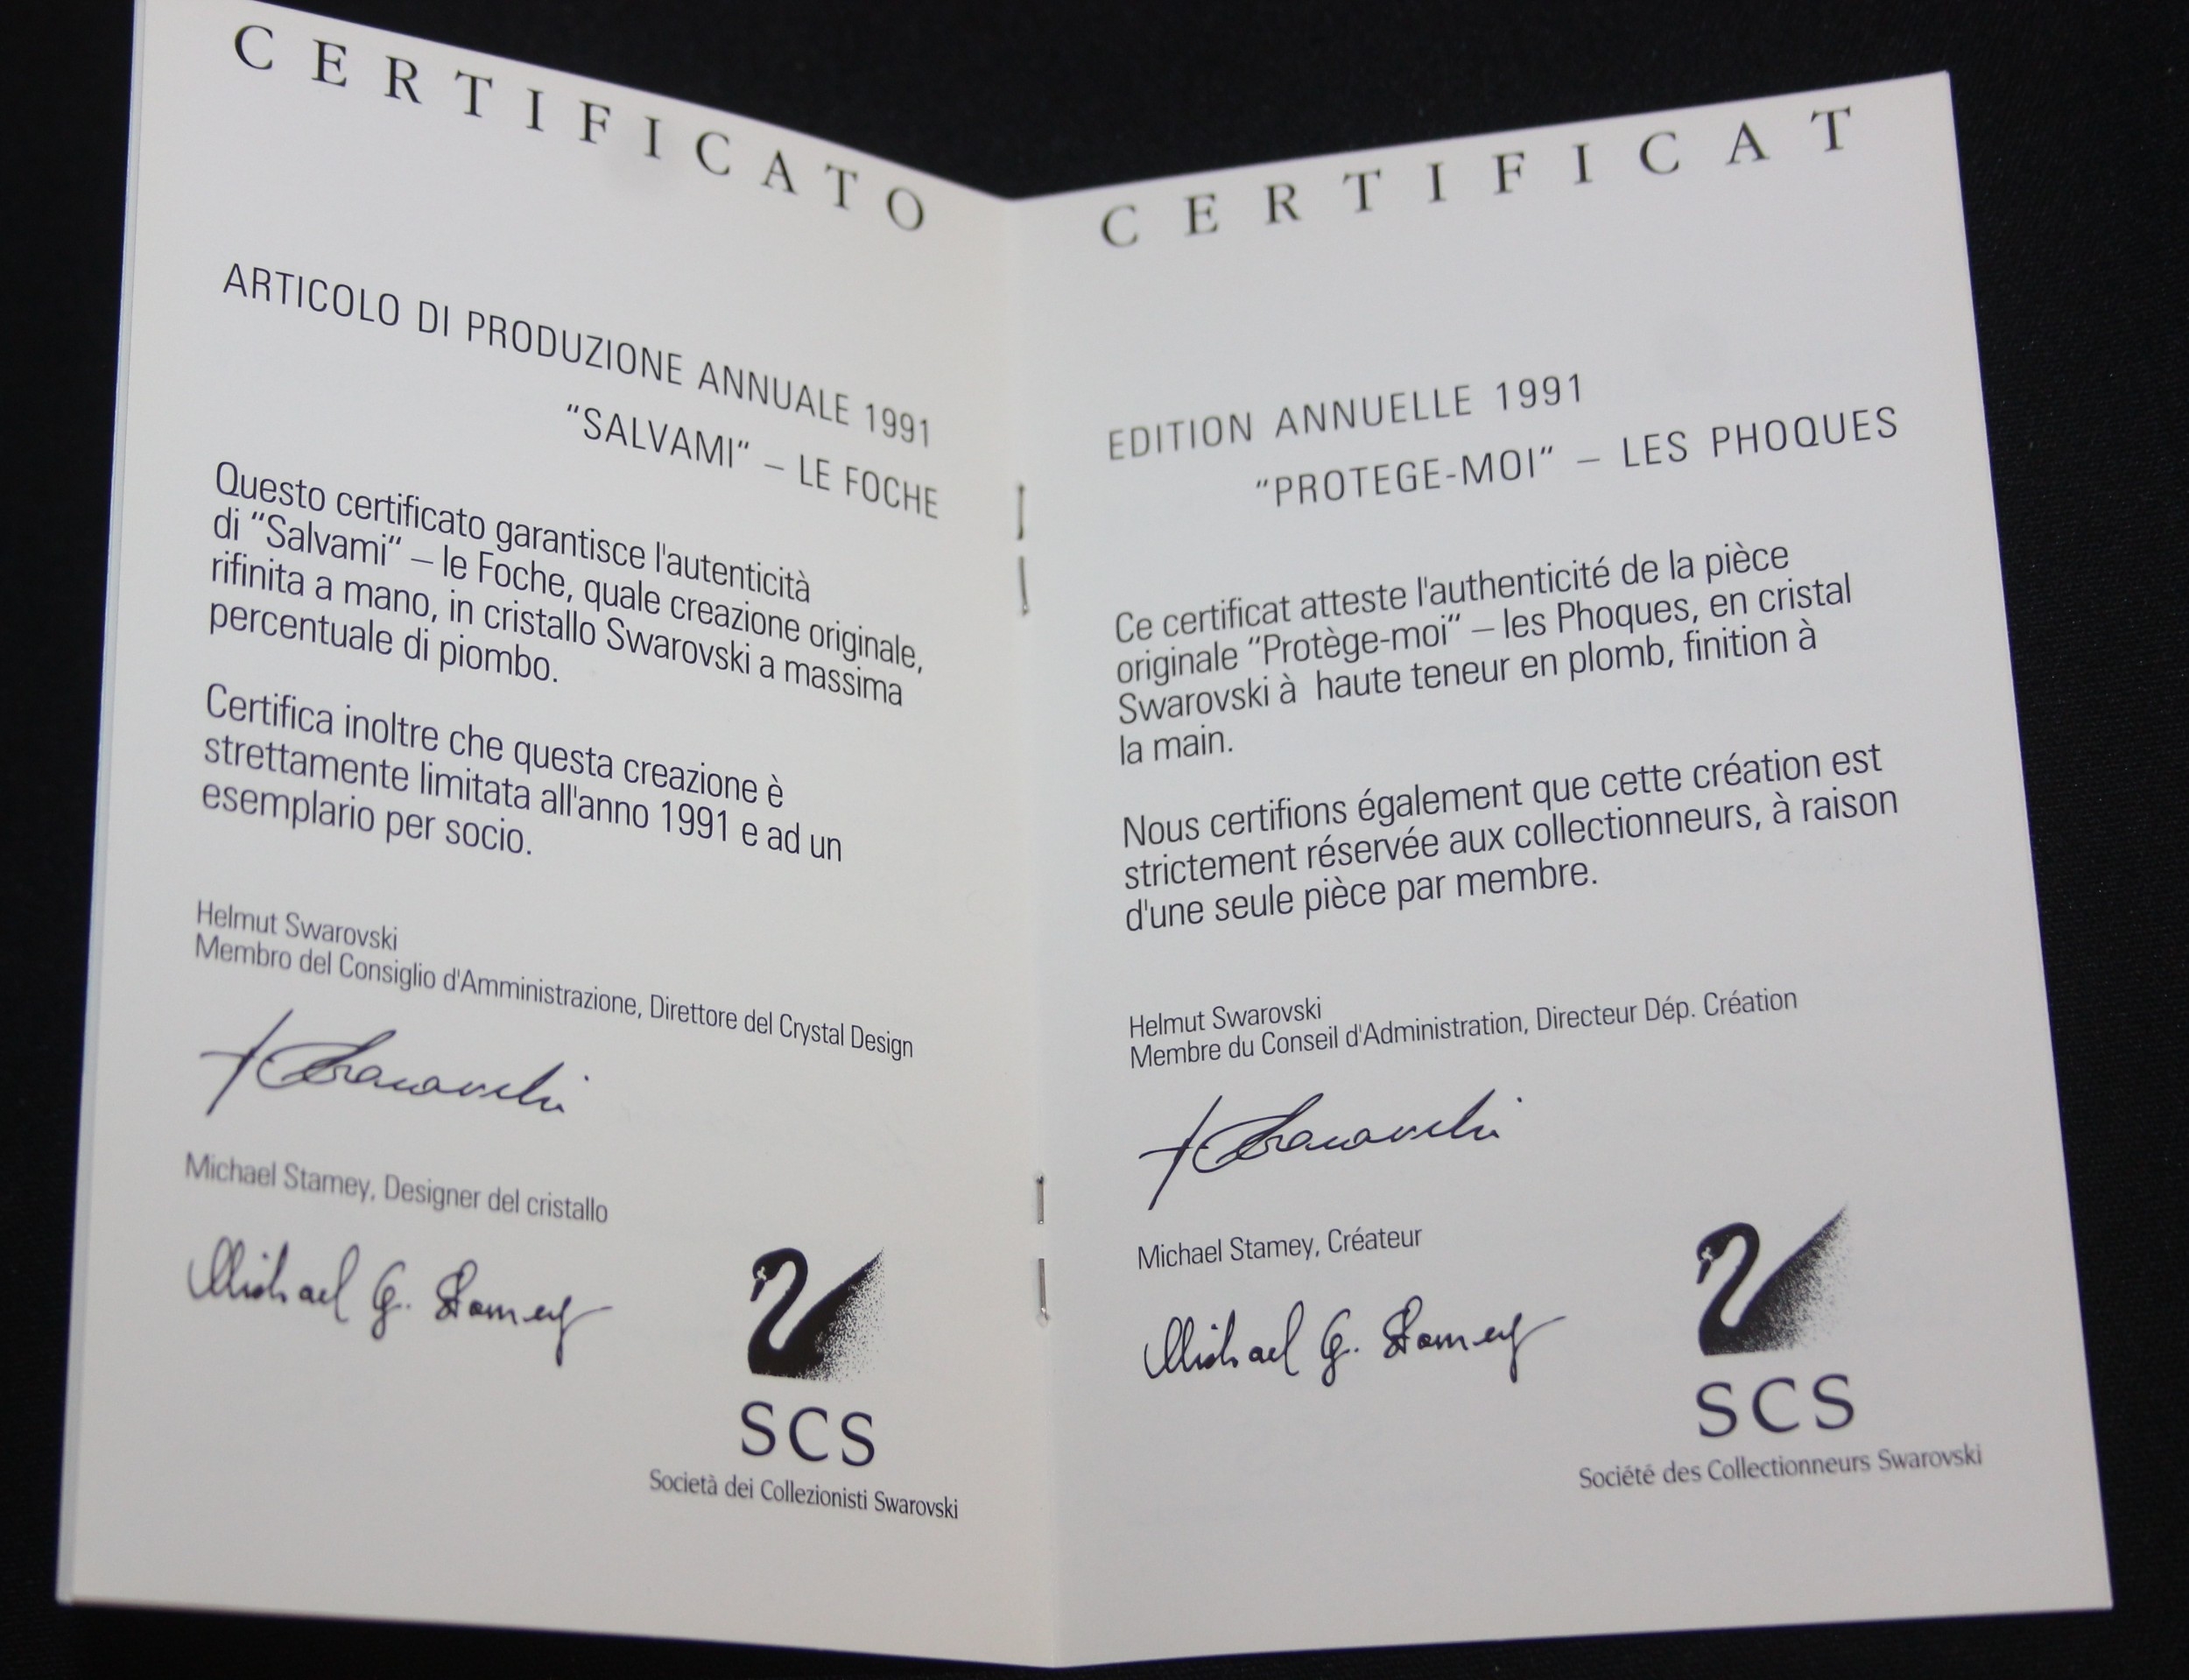 CERTIFICATO
ARTICOLO DI PRODUZIONE ANNUALE 1991
"SALVAMI" – LE FOCHE
Questo certificato garantisce l'autenticità
di "Salvami" – le Foche, quale creazione originale,
rifinita a mano, in cristallo Swarovski a massima
percentuale di piombo.
Certifica inoltre che questa creazione è
strettamente limitata all'anno 1991 e ad un
esemplario per socio.
Helmut Swarovski
Membro del Consiglio d'Amministrazione, Direttore del Crystal Design
Swarovski
Michael Stamey, Designer del cristallo
Michael G. Stamey
SCS
Società dei Collezionisti Swarovski
CERTIFICAT
EDITION ANNUELLE 1991
"PROTEGE-MOI" – LES PHOQUES
Ce certificat atteste l'authenticité de la pièce
originale "Protège-moi" – les Phoques, en cristal
Swarovski à haute teneur en plomb, finition à
la main.
Nous certifions également que cette création est
strictement réservée aux collectionneurs, à raison
d'une seule pièce par membre.
Helmut Swarovski
Membre du Conseil d'Administration, Directeur Dép. Création
Swarovski
Michael Stamey, Créateur
Michael G. Stamey
SCS
Société des Collectionneurs Swarovski